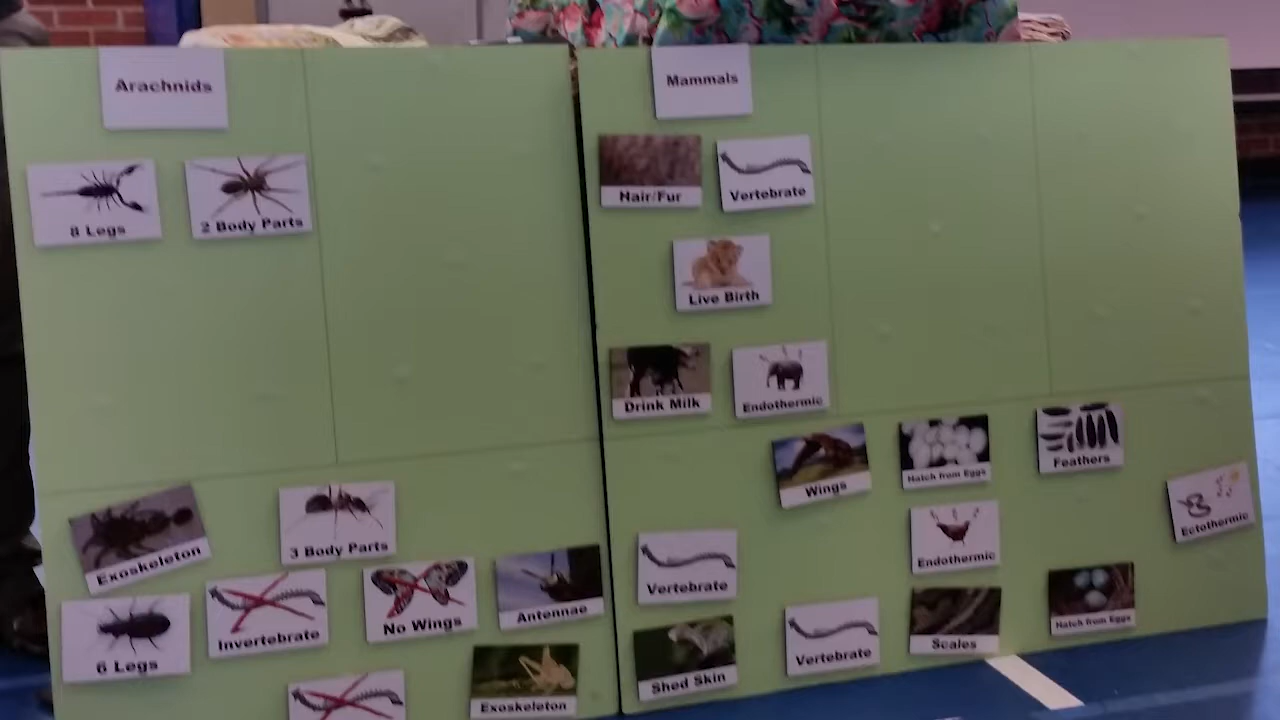 Arachnids
8 Legs
2 Body Parts
Exoskeleton
3 Body Parts
6 Legs
Invertebrate
No Wings
Antennae
Exoskeleton
Mammals
Hair/Fur
Vertebrate
Live Birth
Drink Milk
Endothermic
Wings
Hatch from Eggs
Feathers
Ectothermic
Endothermic
Vertebrate
Shed Skin
Vertebrate
Scales
Hatch from Eggs